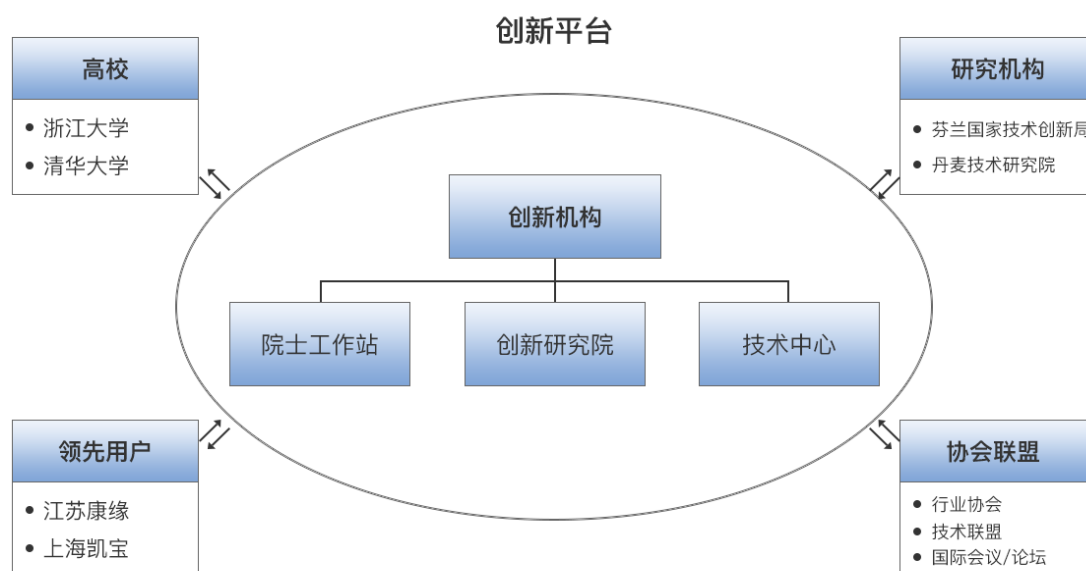 创新平台
高校
浙江大学
清华大学
研究机构
芬兰国家技术创新局
丹麦技术研究院
创新机构
院士工作站
创新研究院
技术中心
领先用户
江苏康缘
上海凯宝
协会联盟
行业协会
技术联盟
国际会议/论坛